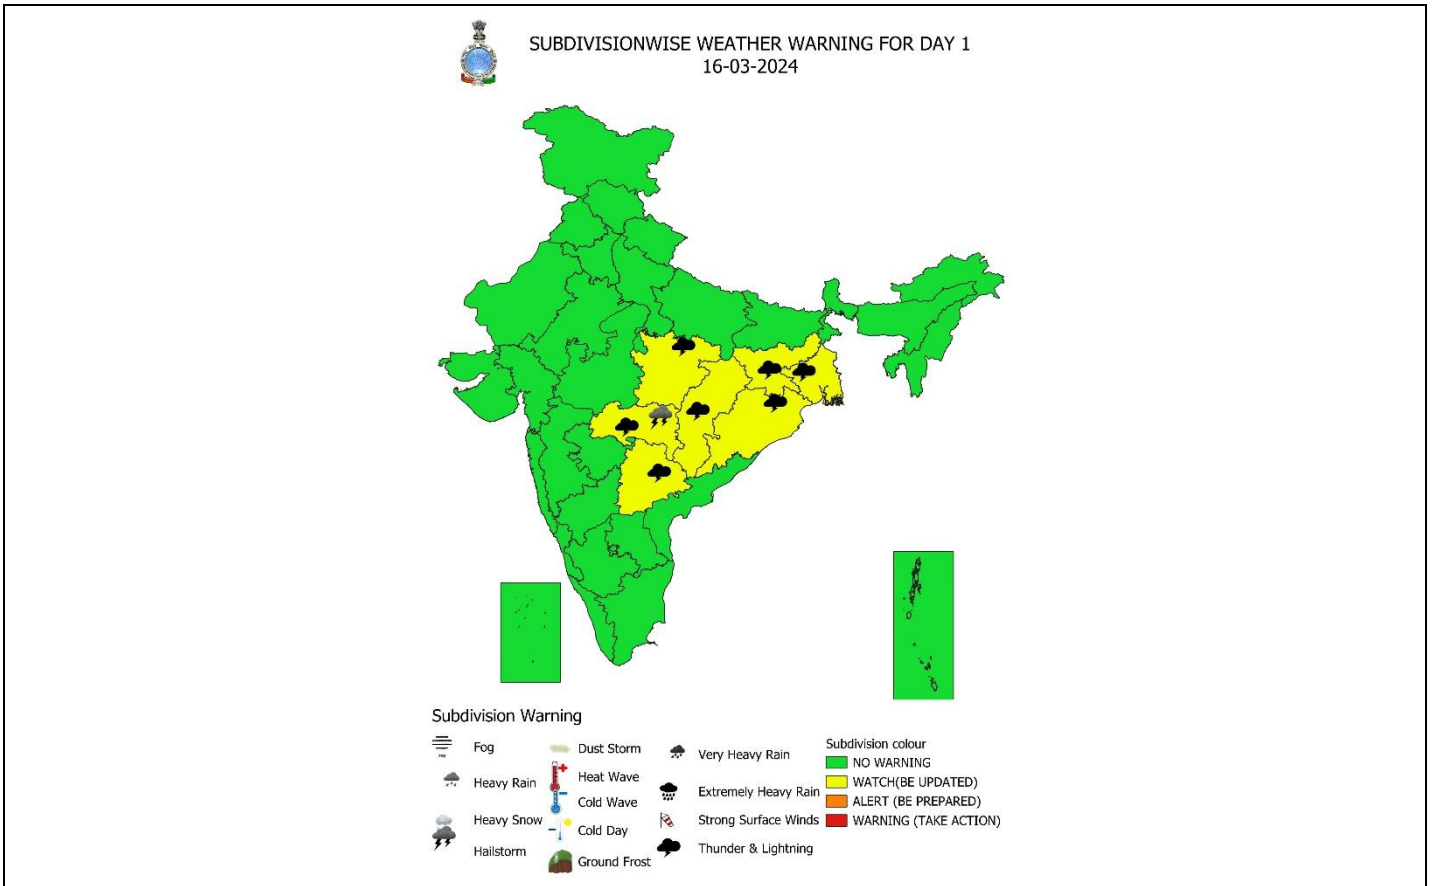 SUBDIVISIONWISE WEATHER WARNING FOR DAY 1
16-03-2024
Subdivision Warning
Fog
Heavy Rain
Heavy Snow
Hailstorm
Dust Storm
Heat Wave
Cold Wave
Cold Day
Ground Frost
Very Heavy Rain
Extremely Heavy Rain
Strong Surface Winds
Thunder & Lightning
Subdivision colour
NO WARNING
WATCH(BE UPDATED)
ALERT (BE PREPARED)
WARNING (TAKE ACTION)